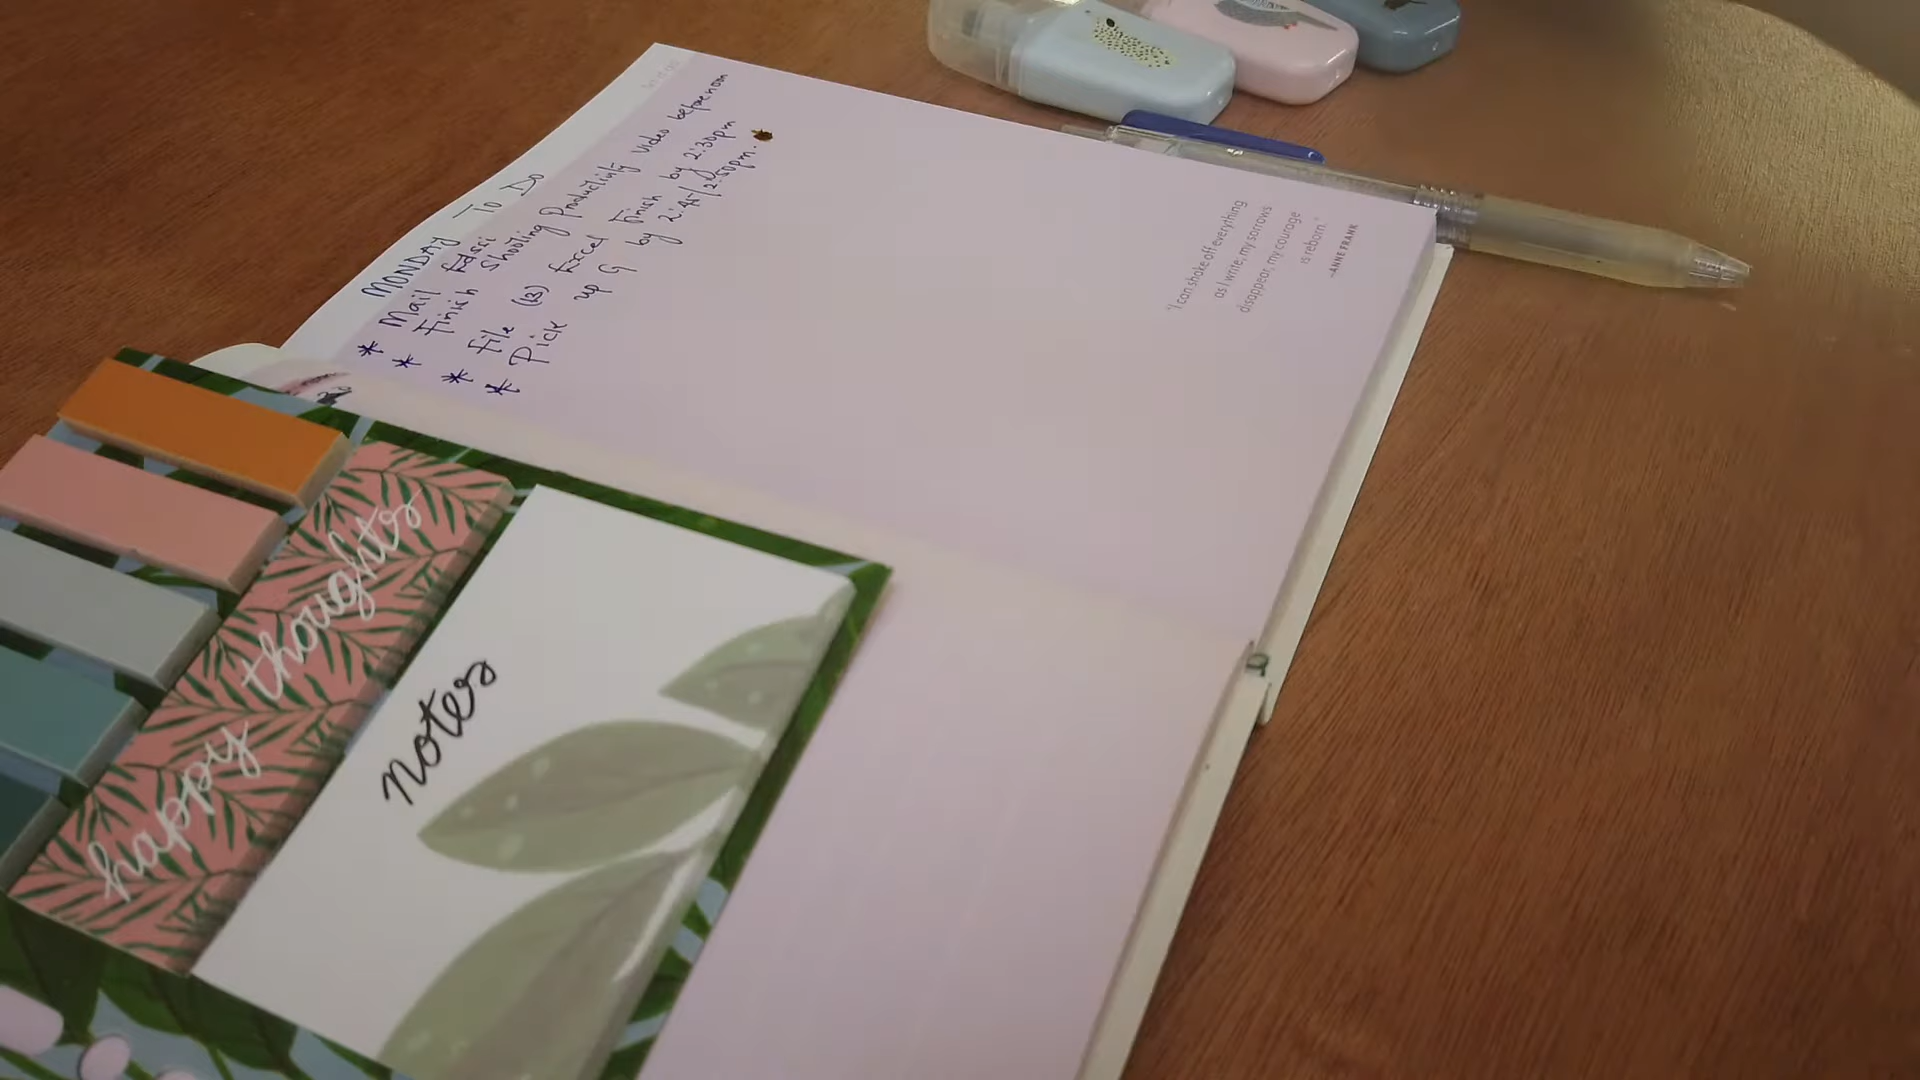 MONDAY TO DO
* Mail
* Finish Shooting Productivity Video before noon
* File (13) Excel Finish by 2:30pm
* Pick up G by 2:45/2:50pm.
"I can shake off everything
as I write; my sorrows
disappear, my courage
is reborn."
—ANNE FRANK
happy thoughts
notes